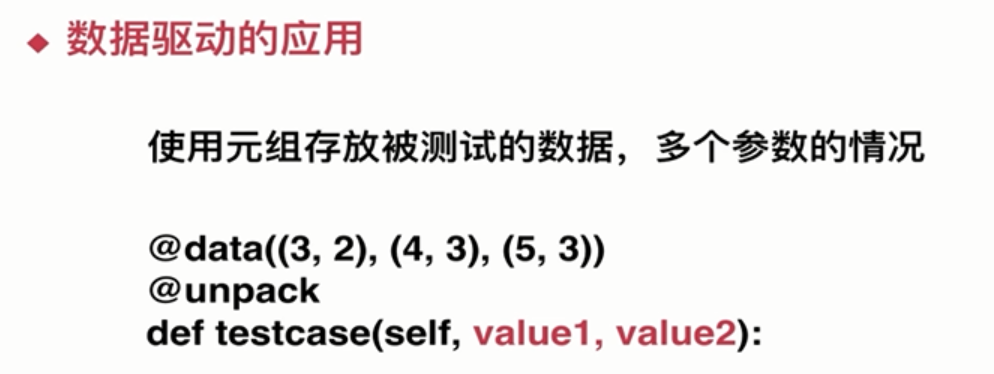 数据驱动的应用
使用元组存放被测试的数据，多个参数的情况
@data((3, 2), (4, 3), (5, 3))
@unpack
def testcase(self, value1, value2):